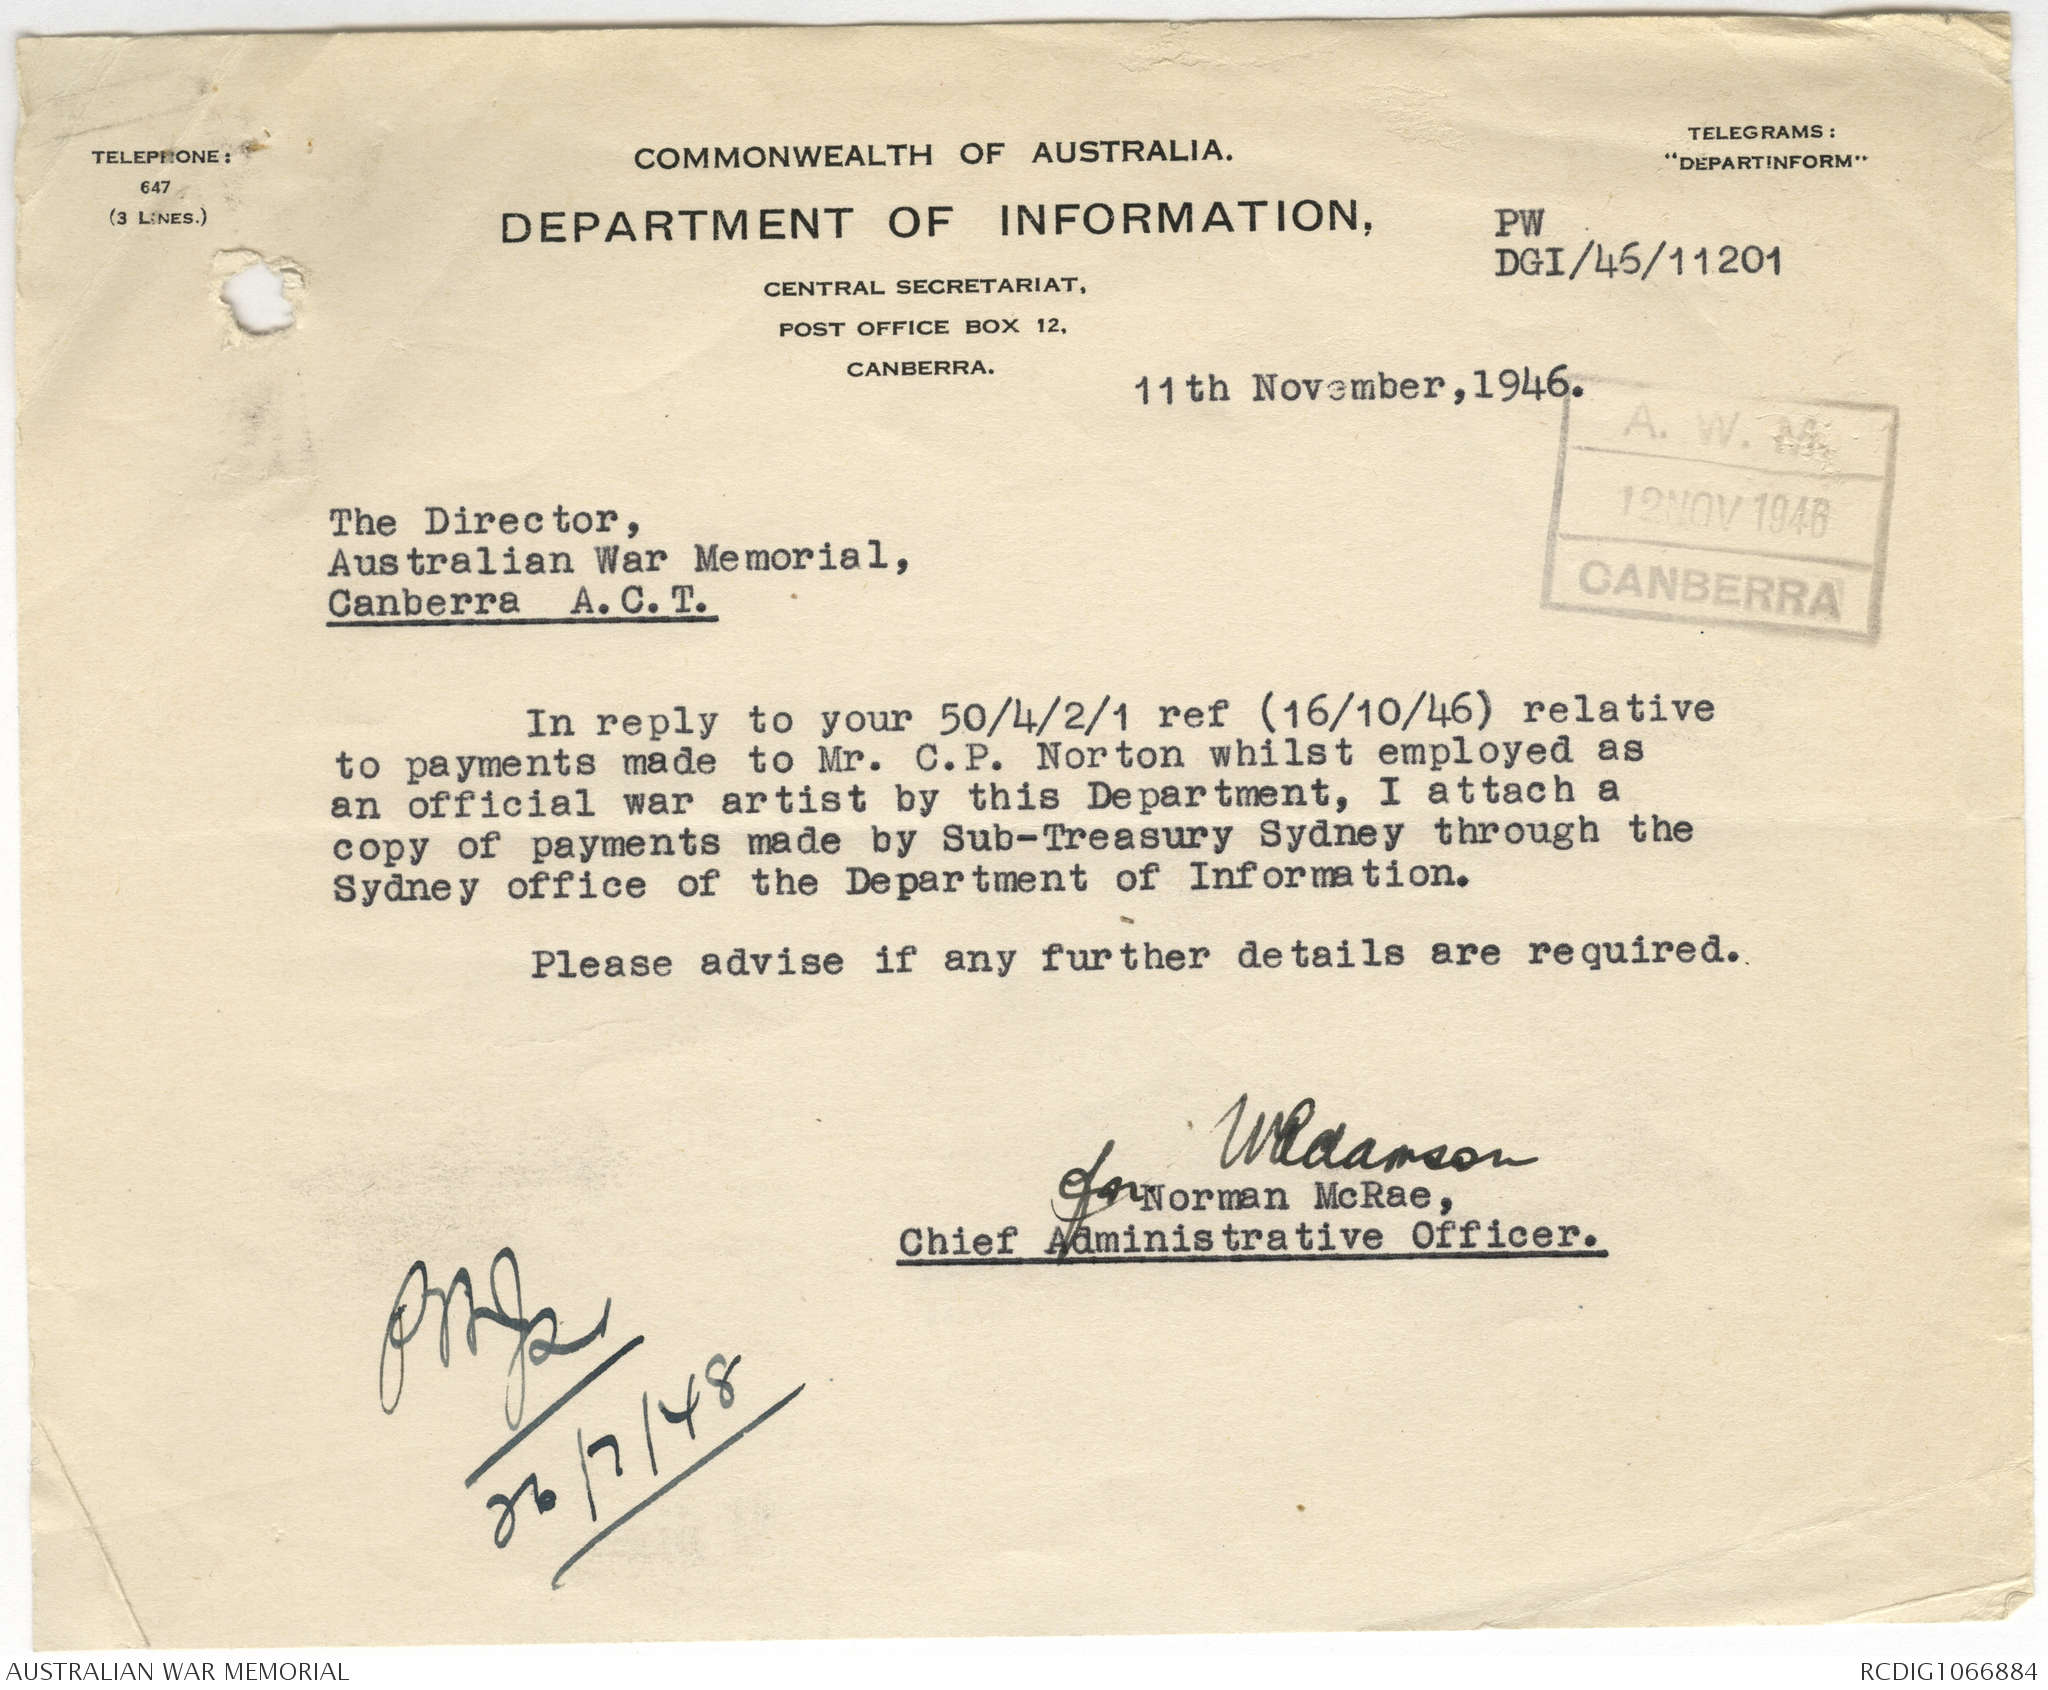 TELEPHONE:
647
(3 LINES.)
COMMONWEALTH OF AUSTRALIA.
DEPARTMENT OF INFORMATION,
CENTRAL SECRETARIAT,
POST OFFICE BOX 12,
CANBERRA.
TELEGRAMS:
"DEPARTINFORM"
PW
DGI/45/11201
11th November,1946.
A. W. M.
12 NOV 1946
CANBERRA
The Director,
Australian War Memorial,
Canberra A.C.T.
In reply to your 50/4/2/1 ref (16/10/46) relative
to payments made to Mr. C.P. Norton whilst employed as
an official war artist by this Department, I attach a
copy of payments made by Sub-Treasury Sydney through the
Sydney office of the Department of Information.
Please advise if any further details are required.
Adamson
for Norman McRae,
Chief Administrative Officer.
26/7/48
AUSTRALIAN WAR MEMORIAL
RCDIG1066884